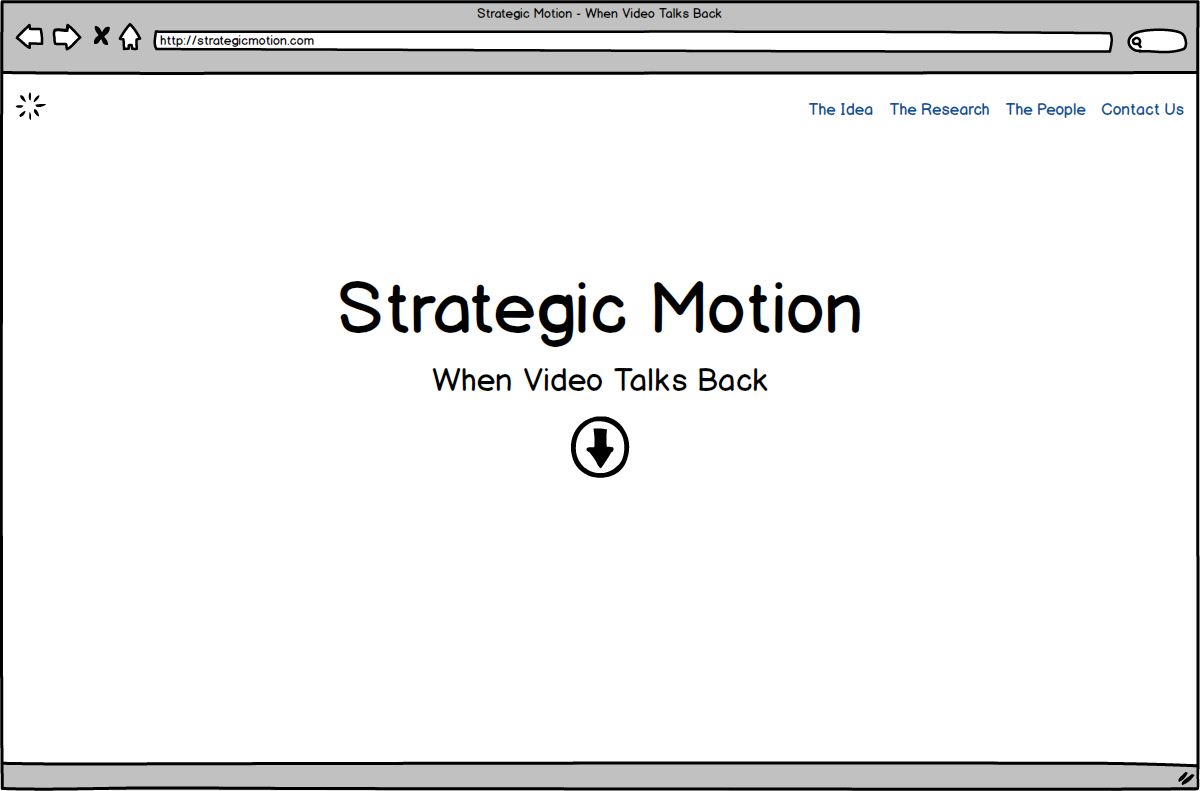 Strategic Motion - When Video Talks Back
http://strategicmotion.com
The Idea The Research The People Contact Us
Strategic Motion
When Video Talks Back